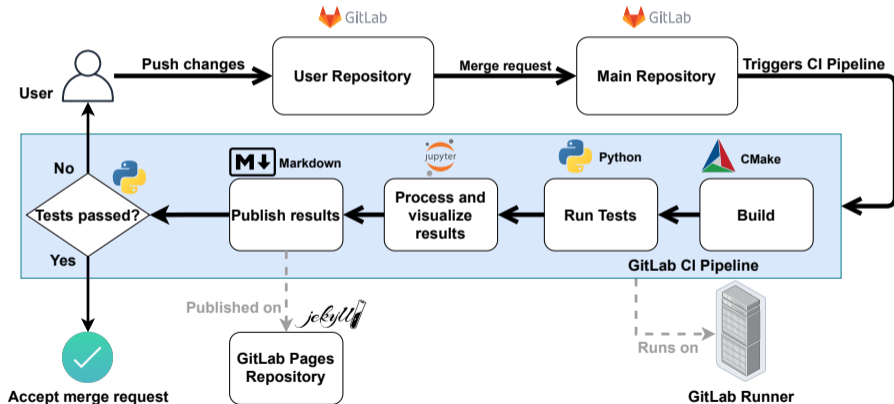 GitLab
GitLab
User
Push changes
User Repository
Merge request
Main Repository
Triggers CI Pipeline
No
Tests passed?
Yes
Markdown
Publish results
jupyter
Process and
visualize
results
Python
Run Tests
CMake
Build
GitLab CI Pipeline
Published on
jekyll
GitLab Pages
Repository
Runs on
GitLab Runner
Accept merge request